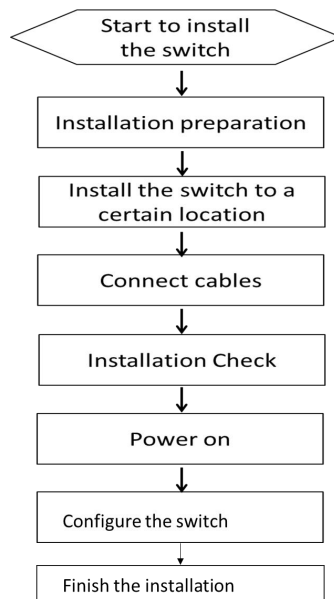 Start to install
the switch
Installation preparation
Install the switch to a
certain location
Connect cables
Installation Check
Power on
Configure the switch
Finish the installation